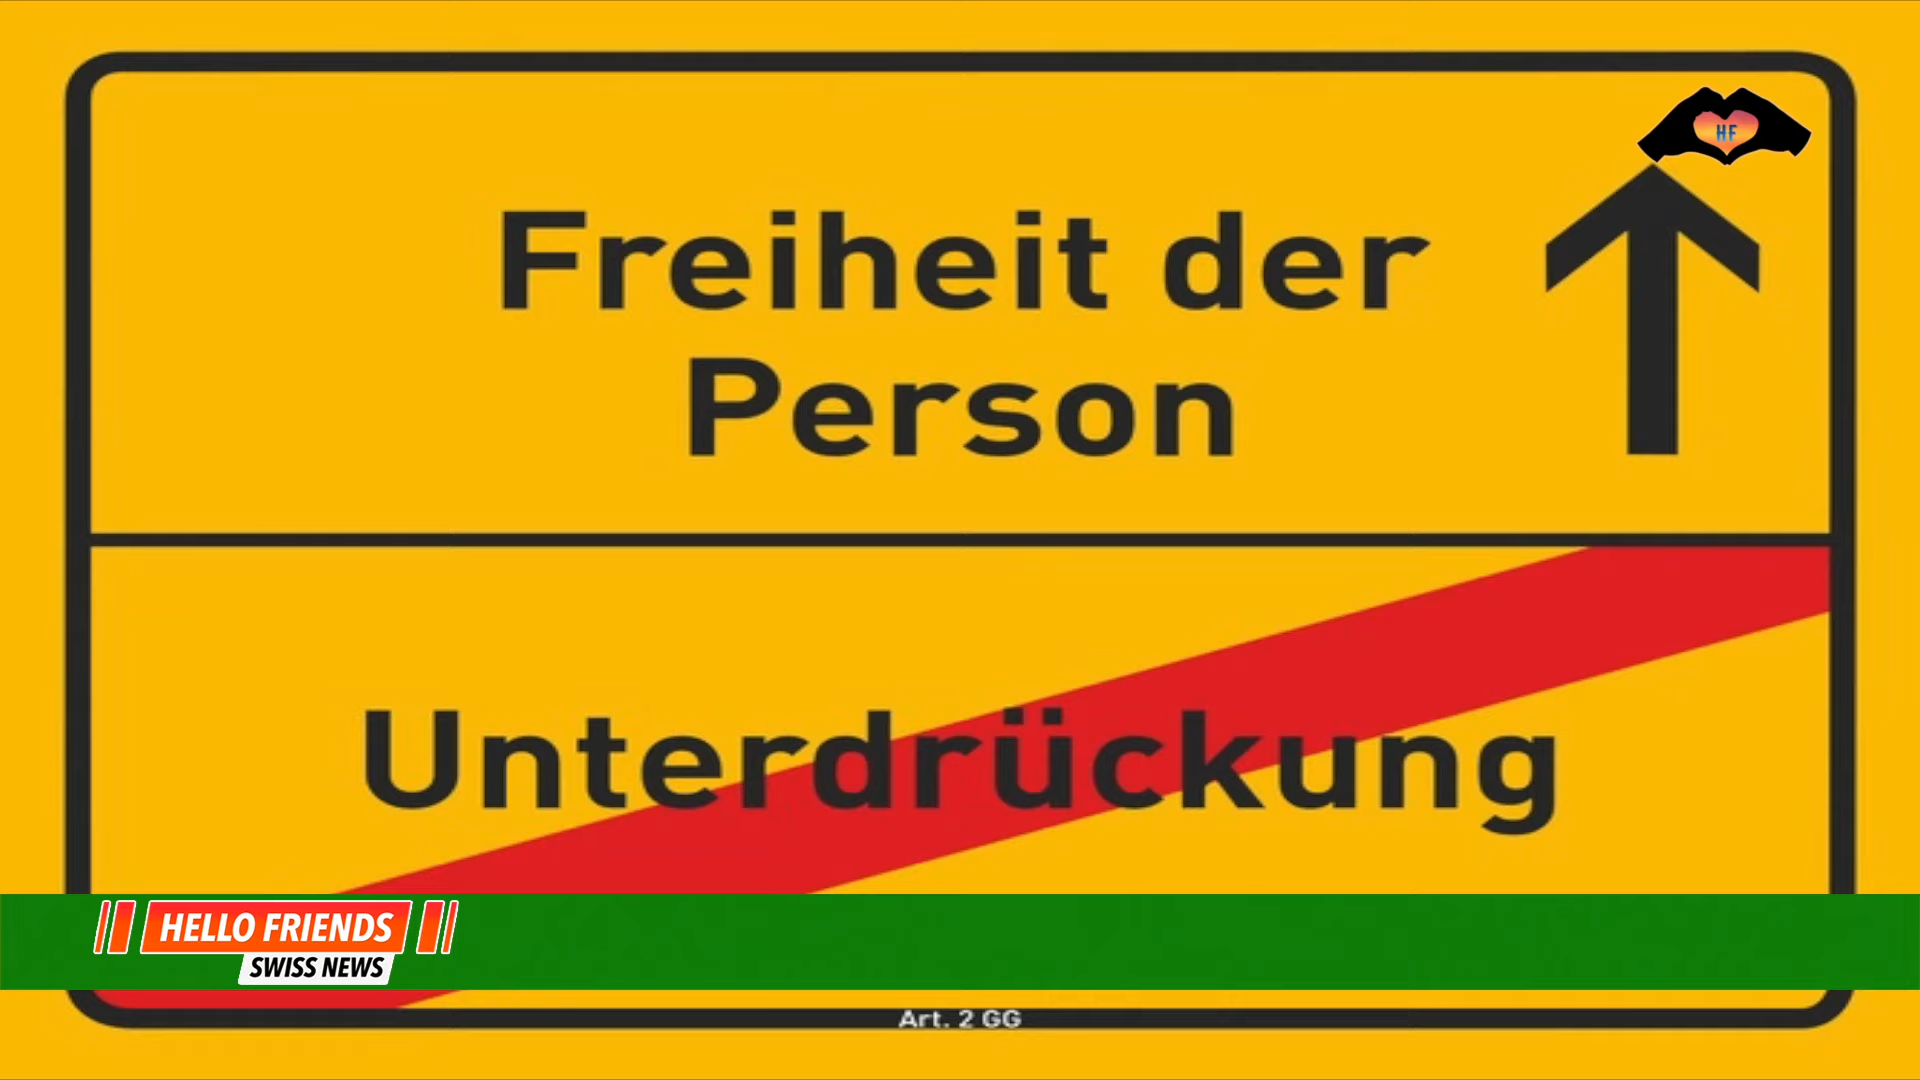 HF
Freiheit der
Person
Unterdrückung
HELLO FRIENDS
SWISS NEWS
Art. 2 GG